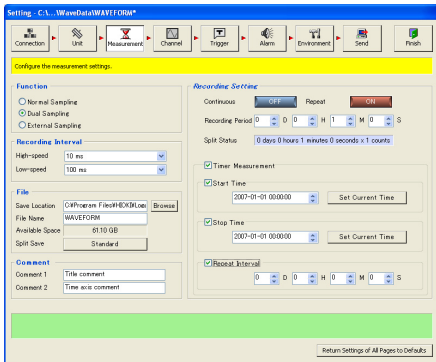 Setting - C:\...\WaveData\WAVEFORM*
Connection
Unit
Measurement
Channel
Trigger
Alarm
Environment
Send
Finish
Configure the measurement settings.
Function
Normal Sampling
Dual Sampling
External Sampling
Recording Interval
High-speed 10 ms
Low-speed 100 ms
File
Save Location C:¥Program Files¥HIOKI¥Log Browse
File Name WAVEFORM
Available Space 61.10 GB
Split Save Standard
Comment
Comment 1 Title comment
Comment 2 Time axis comment
Recording Setting
Continuous OFF Repeat ON
Recording Period 0 D 0 H 1 M 0 S
Split Status 0 days 0 hours 1 minutes 0 seconds x 1 counts
Timer Measurement
Start Time
2007-01-01 00:00:00 Set Current Time
Stop Time
2007-01-01 00:00:00 Set Current Time
Repeat Interval
0 D 0 H 0 M 0 S
Return Settings of All Pages to Defaults